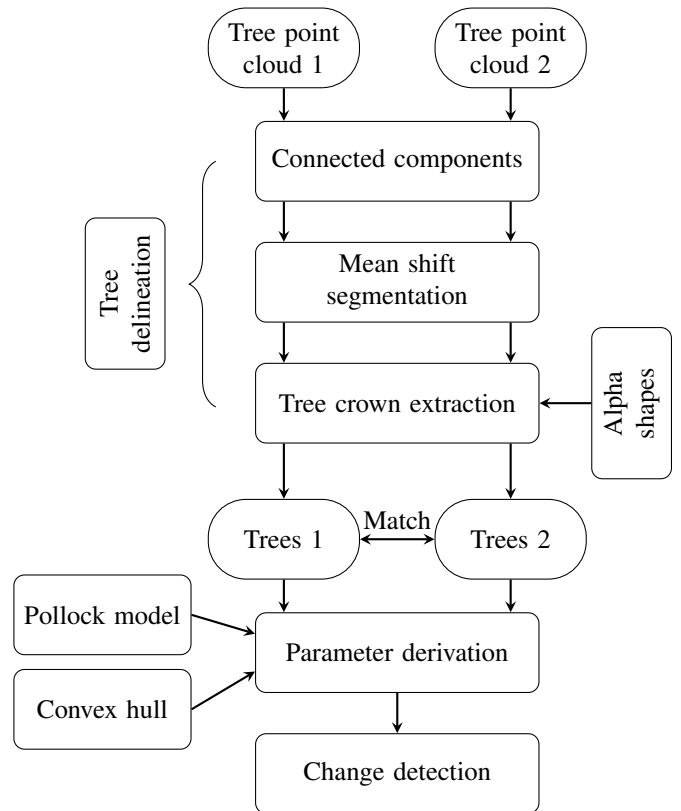 Tree point
cloud 1
Tree point
cloud 2
Connected components
Tree
delineation
Mean shift
segmentation
Tree crown extraction
Alpha
shapes
Trees 1
Match
Trees 2
Pollock model
Parameter derivation
Convex hull
Change detection